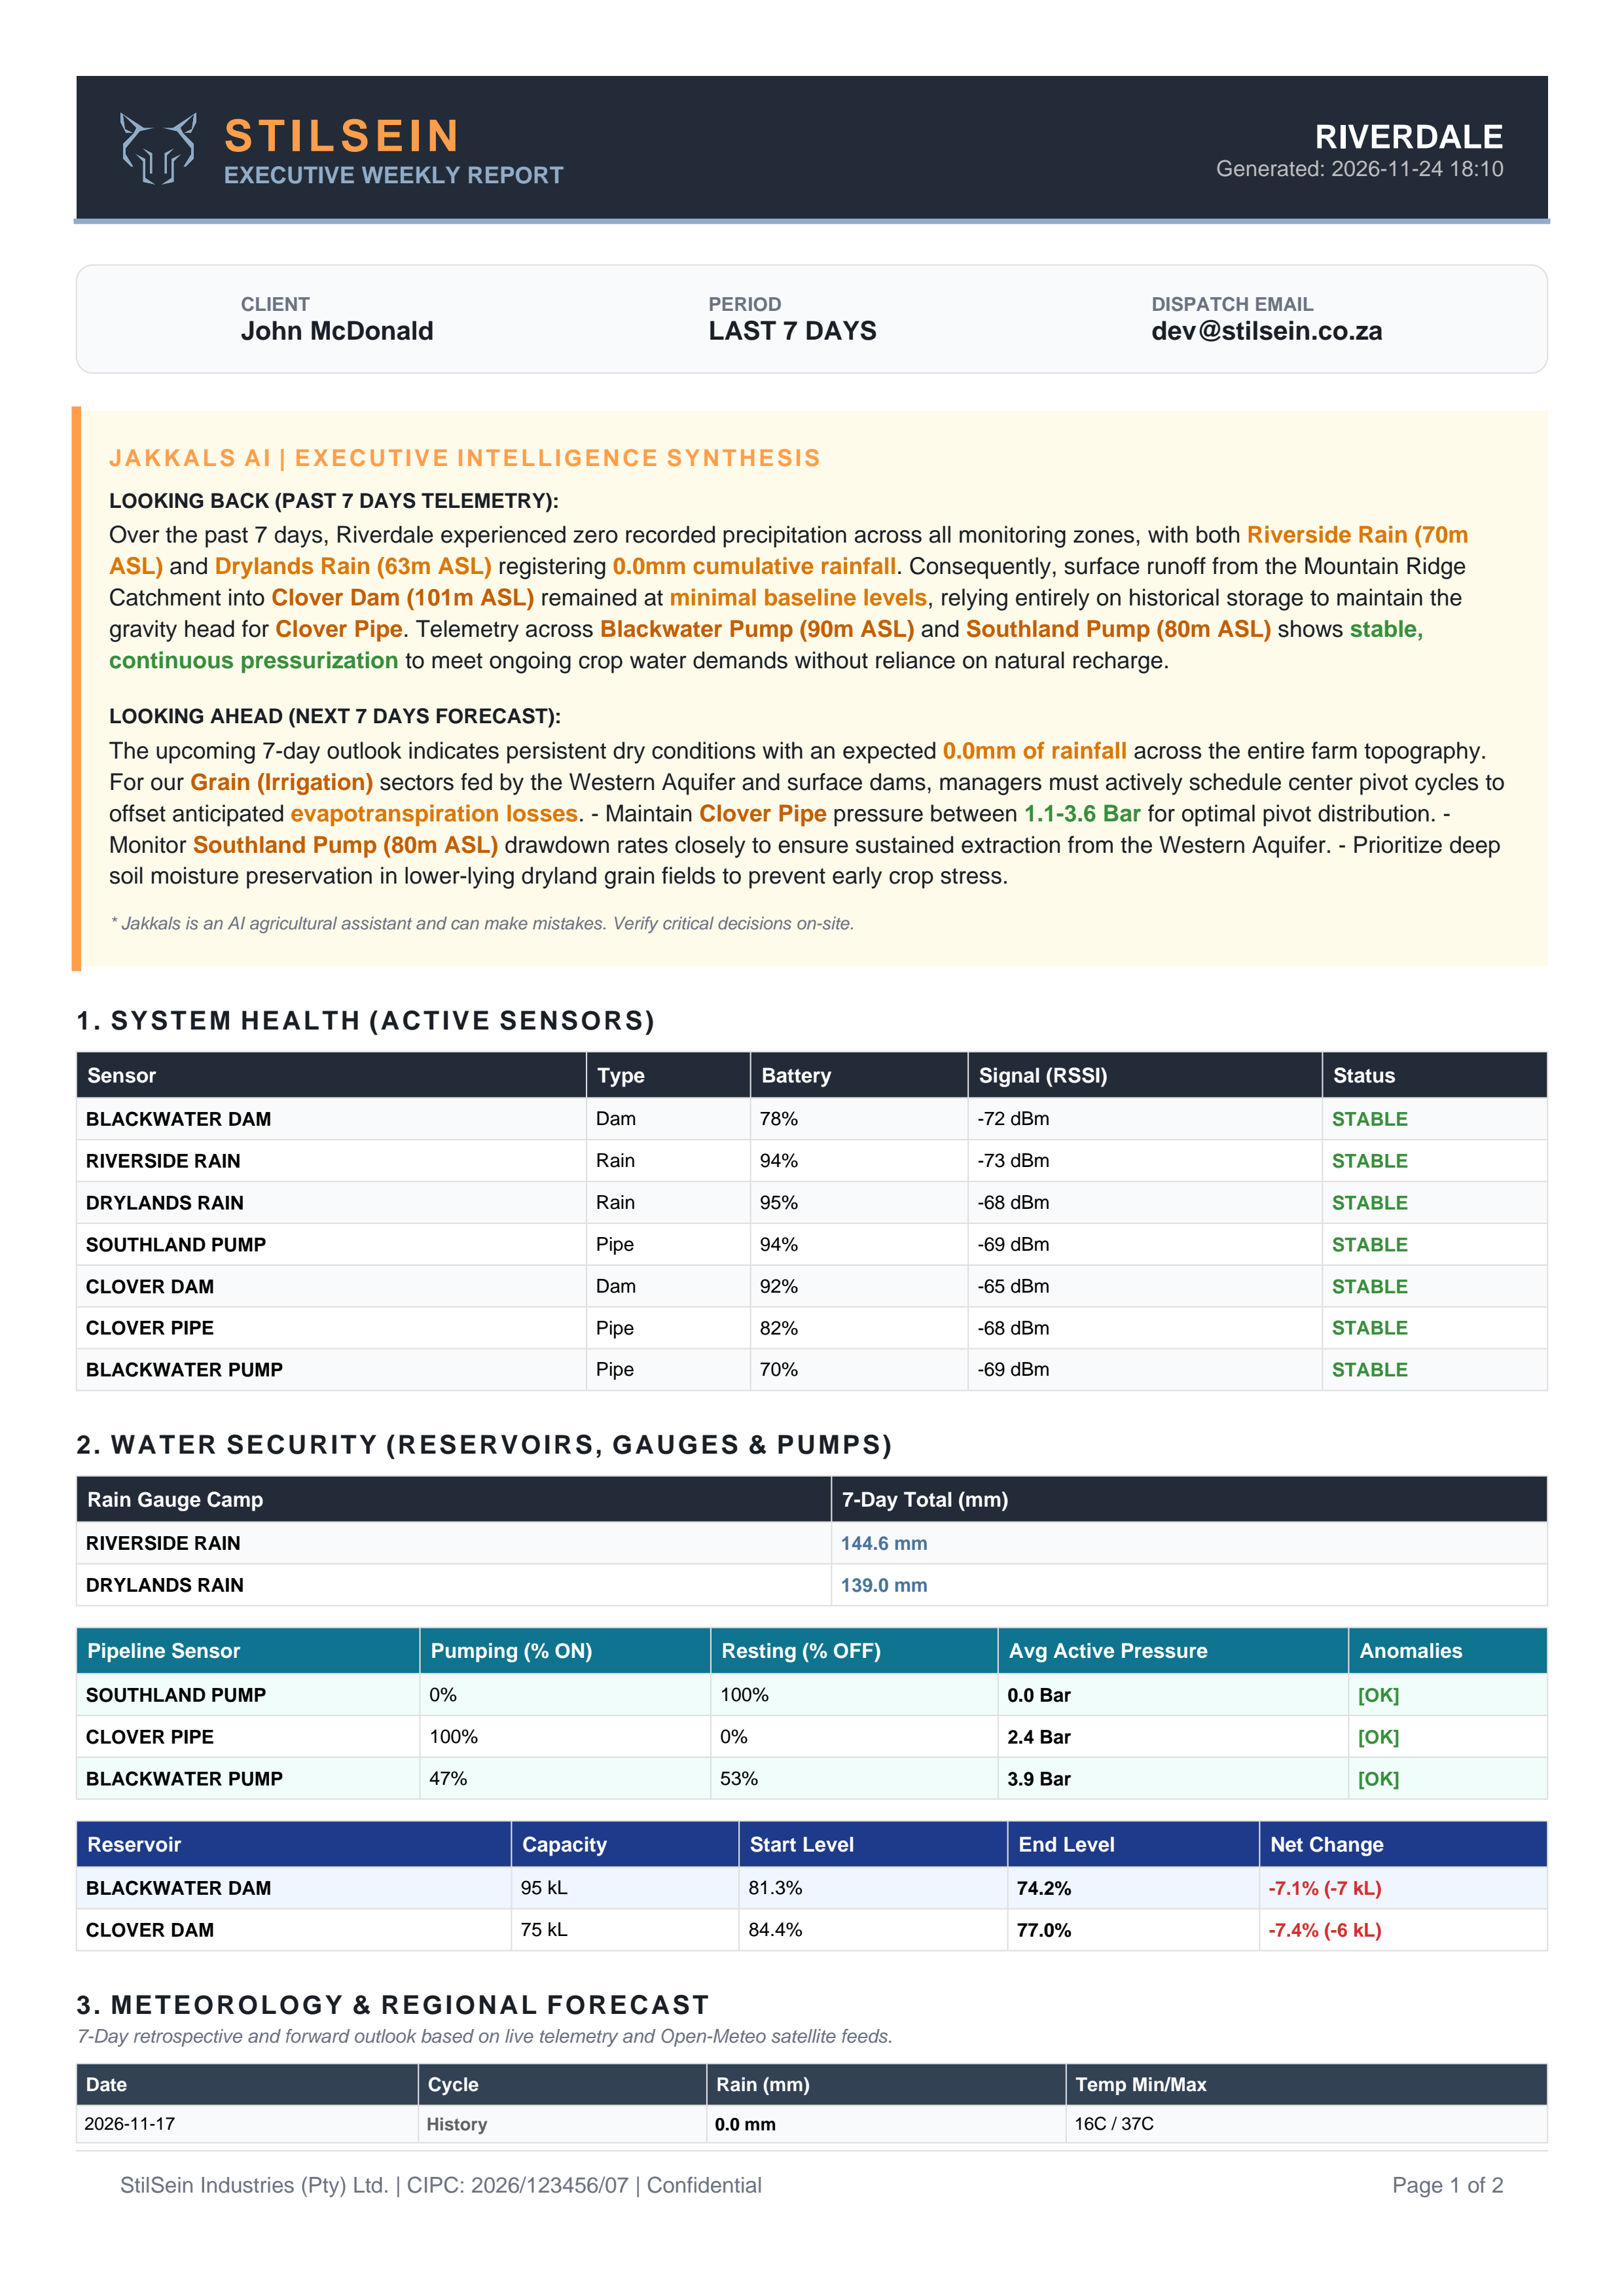 STILSEIN
EXECUTIVE WEEKLY REPORT
RIVERDALE
Generated: 2026-11-24 18:10
CLIENT
John McDonald
PERIOD
LAST 7 DAYS
DISPATCH EMAIL
dev@stilsein.co.za
JAKKALS AI | EXECUTIVE INTELLIGENCE SYNTHESIS
LOOKING BACK (PAST 7 DAYS TELEMETRY):
Over the past 7 days, Riverdale experienced zero recorded precipitation across all monitoring zones, with both Riverside Rain (70m
ASL) and Drylands Rain (63m ASL) registering 0.0mm cumulative rainfall. Consequently, surface runoff from the Mountain Ridge
Catchment into Clover Dam (101m ASL) remained at minimal baseline levels, relying entirely on historical storage to maintain the
gravity head for Clover Pipe. Telemetry across Blackwater Pump (90m ASL) and Southland Pump (80m ASL) shows stable,
continuous pressurization to meet ongoing crop water demands without reliance on natural recharge.
LOOKING AHEAD (NEXT 7 DAYS FORECAST):
The upcoming 7-day outlook indicates persistent dry conditions with an expected 0.0mm of rainfall across the entire farm topography.
For our Grain (Irrigation) sectors fed by the Western Aquifer and surface dams, managers must actively schedule center pivot cycles to
offset anticipated evapotranspiration losses. - Maintain Clover Pipe pressure between 1.1-3.6 Bar for optimal pivot distribution. -
Monitor Southland Pump (80m ASL) drawdown rates closely to ensure sustained extraction from the Western Aquifer. - Prioritize deep
soil moisture preservation in lower-lying dryland grain fields to prevent early crop stress.
* Jakkals is an AI agricultural assistant and can make mistakes. Verify critical decisions on-site.
1. SYSTEM HEALTH (ACTIVE SENSORS)
Sensor Type Battery Signal (RSSI) Status
BLACKWATER DAM Dam 78% -72 dBm STABLE
RIVERSIDE RAIN Rain 94% -73 dBm STABLE
DRYLANDS RAIN Rain 95% -68 dBm STABLE
SOUTHLAND PUMP Pipe 94% -69 dBm STABLE
CLOVER DAM Dam 92% -65 dBm STABLE
CLOVER PIPE Pipe 82% -68 dBm STABLE
BLACKWATER PUMP Pipe 70% -69 dBm STABLE
2. WATER SECURITY (RESERVOIRS, GAUGES & PUMPS)
Rain Gauge Camp 7-Day Total (mm)
RIVERSIDE RAIN 144.6 mm
DRYLANDS RAIN 139.0 mm
Pipeline Sensor Pumping (% ON) Resting (% OFF) Avg Active Pressure Anomalies
SOUTHLAND PUMP 0% 100% 0.0 Bar [OK]
CLOVER PIPE 100% 0% 2.4 Bar [OK]
BLACKWATER PUMP 47% 53% 3.9 Bar [OK]
Reservoir Capacity Start Level End Level Net Change
BLACKWATER DAM 95 kL 81.3% 74.2% -7.1% (-7 kL)
CLOVER DAM 75 kL 84.4% 77.0% -7.4% (-6 kL)
3. METEOROLOGY & REGIONAL FORECAST
7-Day retrospective and forward outlook based on live telemetry and Open-Meteo satellite feeds.
Date Cycle Rain (mm) Temp Min/Max
2026-11-17 History 0.0 mm 16C / 37C
StilSein Industries (Pty) Ltd. | CIPC: 2026/123456/07 | Confidential
Page 1 of 2